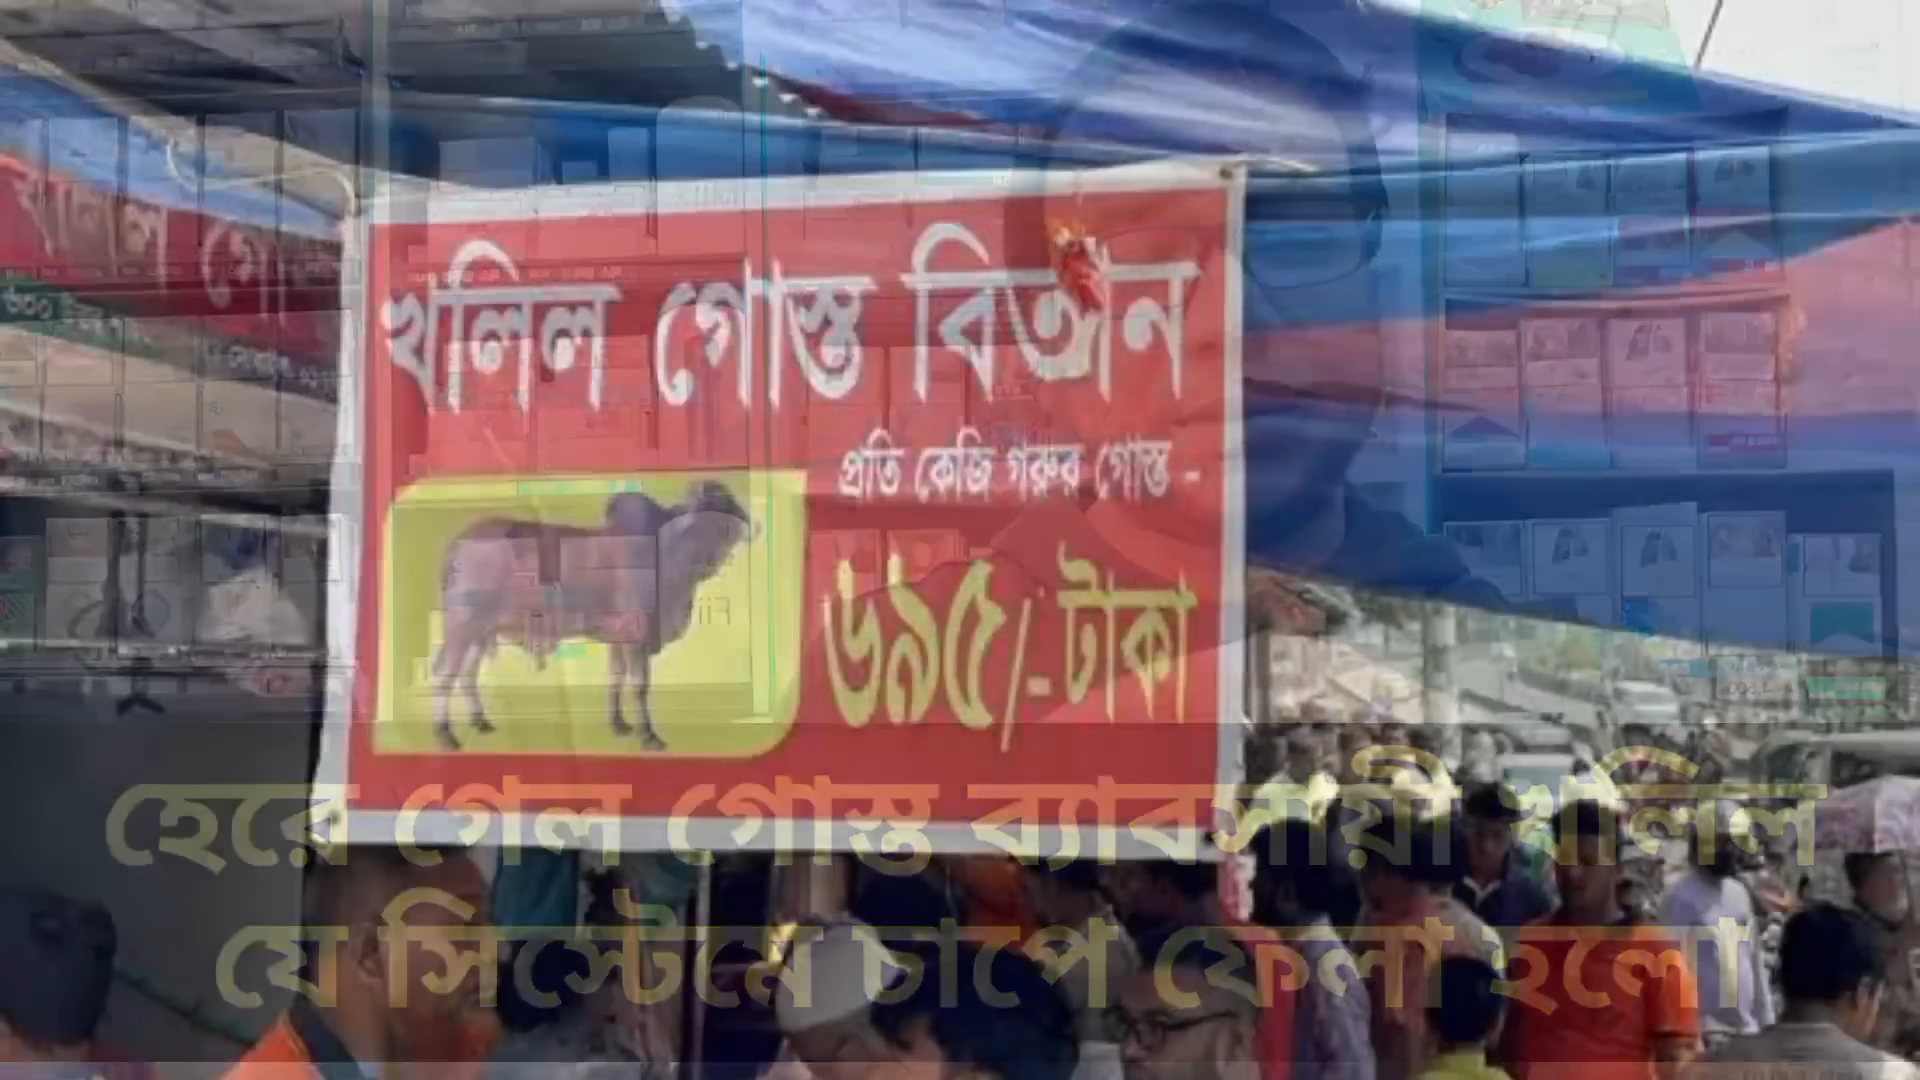 খলিল গোস্ত বিতান
প্রতি কেজি গরুর গোস্ত -
৬৯৫/- টাকা
হেরে গেল গোস্ত ব্যাবসায়ী খলিল
যে সিস্টেমে চাপে ফেলা হলো